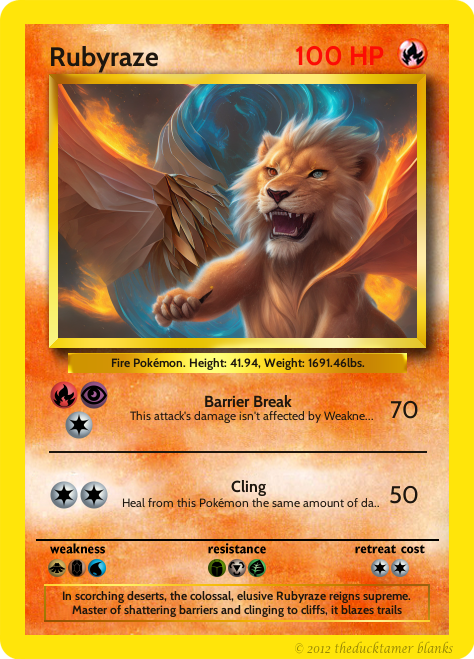 Rubyraze
100 HP
Fire Pokémon. Height: 41.94, Weight: 1691.46lbs.
Barrier Break
This attack's damage isn't affected by Weakne...
70
Cling
Heal from this Pokémon the same amount of da..
50
weakness
resistance
retreat cost
In scorching deserts, the colossal, elusive Rubyraze reigns supreme.
Master of shattering barriers and clinging to cliffs, it blazes trails
© 2012 theducktamer blanks